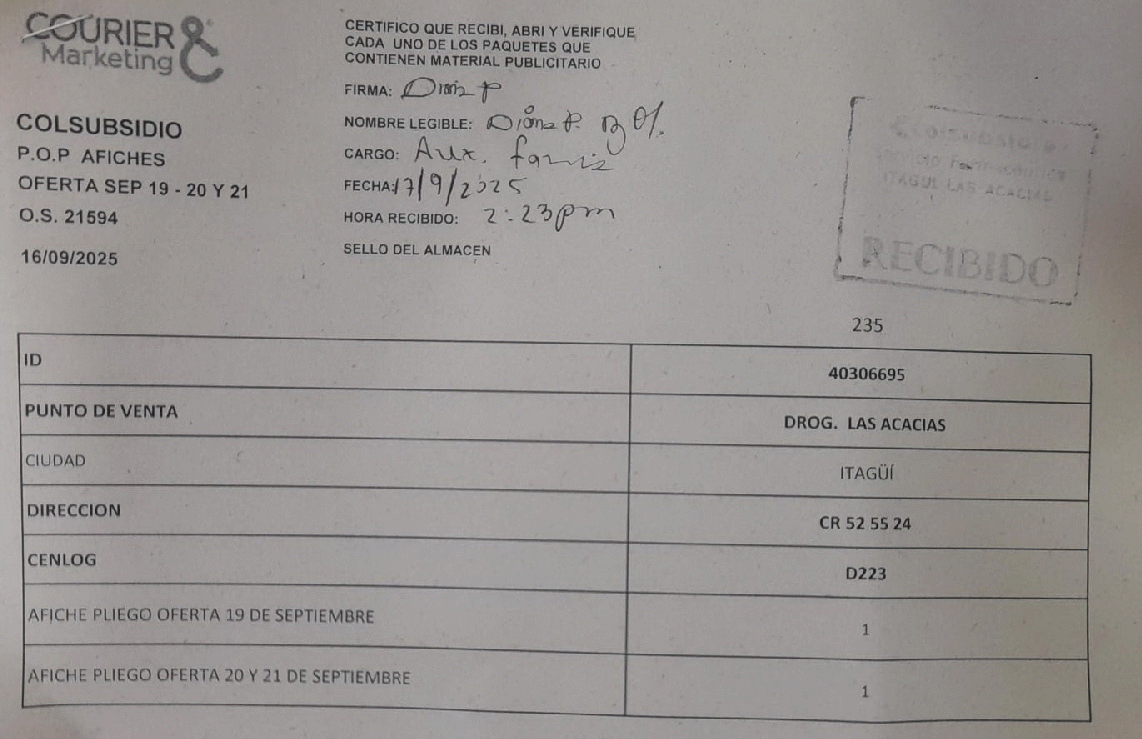 COURIER &
Marketing
COLSUBSIDIO
P.O.P AFICHES
OFERTA SEP 19 - 20 Y 21
O.S. 21594
16/09/2025
CERTIFICO QUE RECIBI, ABRI Y VERIFIQUE
CADA UNO DE LOS PAQUETES QUE
CONTIENEN MATERIAL PUBLICITARIO
FIRMA:
NOMBRE LEGIBLE: Diana P.
CARGO: Aux.
FECHA: 17/9/2025
HORA RECIBIDO: 2:23pm
SELLO DEL ALMACEN
Colsubsidio
Servicio Farmacéutico
ITAGUI LAS ACACIAS
RECIBIDO
235
ID 40306695
PUNTO DE VENTA DROG. LAS ACACIAS
CIUDAD ITAGÜÍ
DIRECCION CR 52 55 24
CENLOG D223
AFICHE PLIEGO OFERTA 19 DE SEPTIEMBRE 1
AFICHE PLIEGO OFERTA 20 Y 21 DE SEPTIEMBRE 1